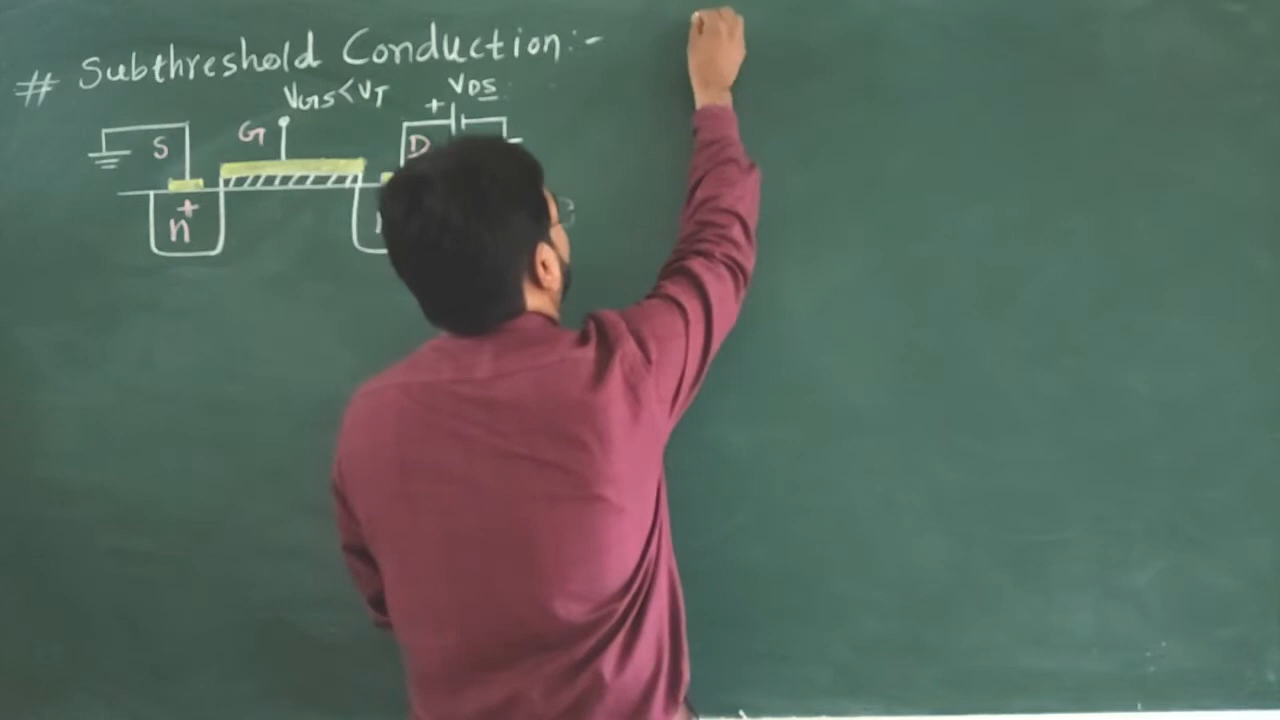 # Subthreshold Conduction:-
VGS<VT
+ VDS
S G D
n+